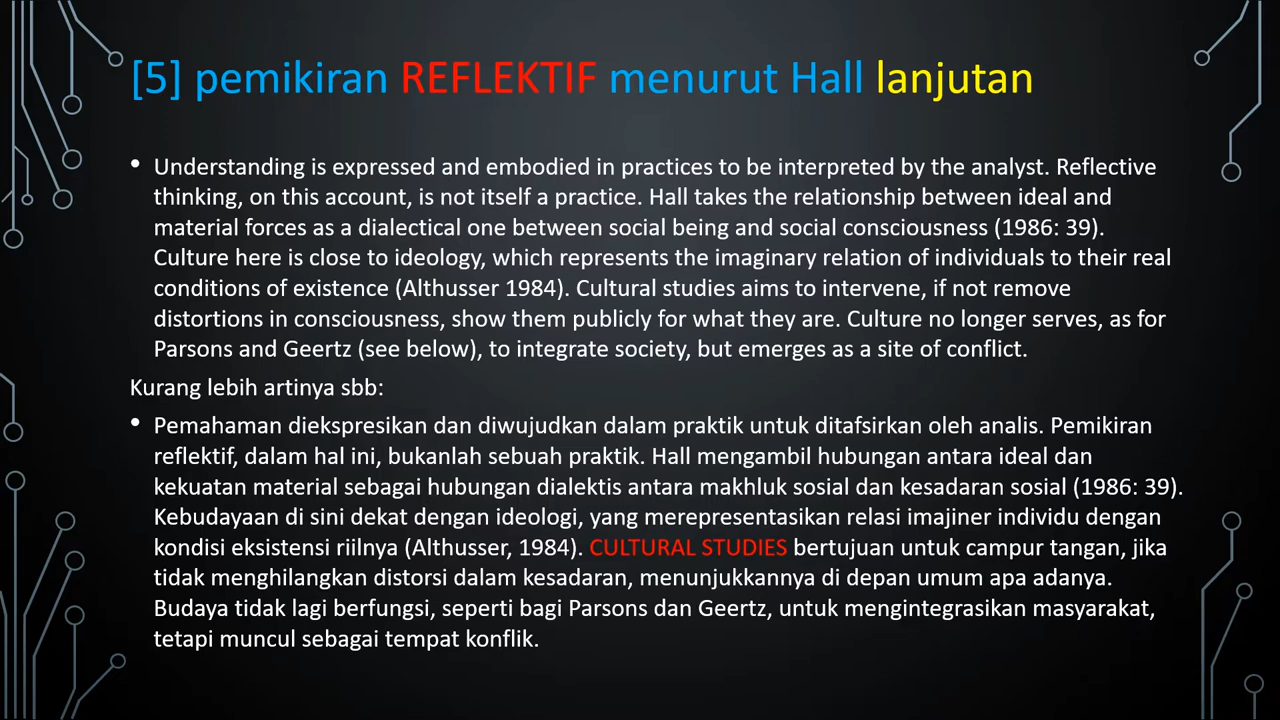 [5] pemikiran REFLEKTIF menurut Hall lanjutan
• Understanding is expressed and embodied in practices to be interpreted by the analyst. Reflective
thinking, on this account, is not itself a practice. Hall takes the relationship between ideal and
material forces as a dialectical one between social being and social consciousness (1986: 39).
Culture here is close to ideology, which represents the imaginary relation of individuals to their real
conditions of existence (Althusser 1984). Cultural studies aims to intervene, if not remove
distortions in consciousness, show them publicly for what they are. Culture no longer serves, as for
Parsons and Geertz (see below), to integrate society, but emerges as a site of conflict.
Kurang lebih artinya sbb:
• Pemahaman diekspresikan dan diwujudkan dalam praktik untuk ditafsirkan oleh analis. Pemikiran
reflektif, dalam hal ini, bukanlah sebuah praktik. Hall mengambil hubungan antara ideal dan
kekuatan material sebagai hubungan dialektis antara makhluk sosial dan kesadaran sosial (1986: 39).
Kebudayaan di sini dekat dengan ideologi, yang merepresentasikan relasi imajiner individu dengan
kondisi eksistensi riilnya (Althusser, 1984). CULTURAL STUDIES bertujuan untuk campur tangan, jika
tidak menghilangkan distorsi dalam kesadaran, menunjukkannya di depan umum apa adanya.
Budaya tidak lagi berfungsi, seperti bagi Parsons dan Geertz, untuk mengintegrasikan masyarakat,
tetapi muncul sebagai tempat konflik.